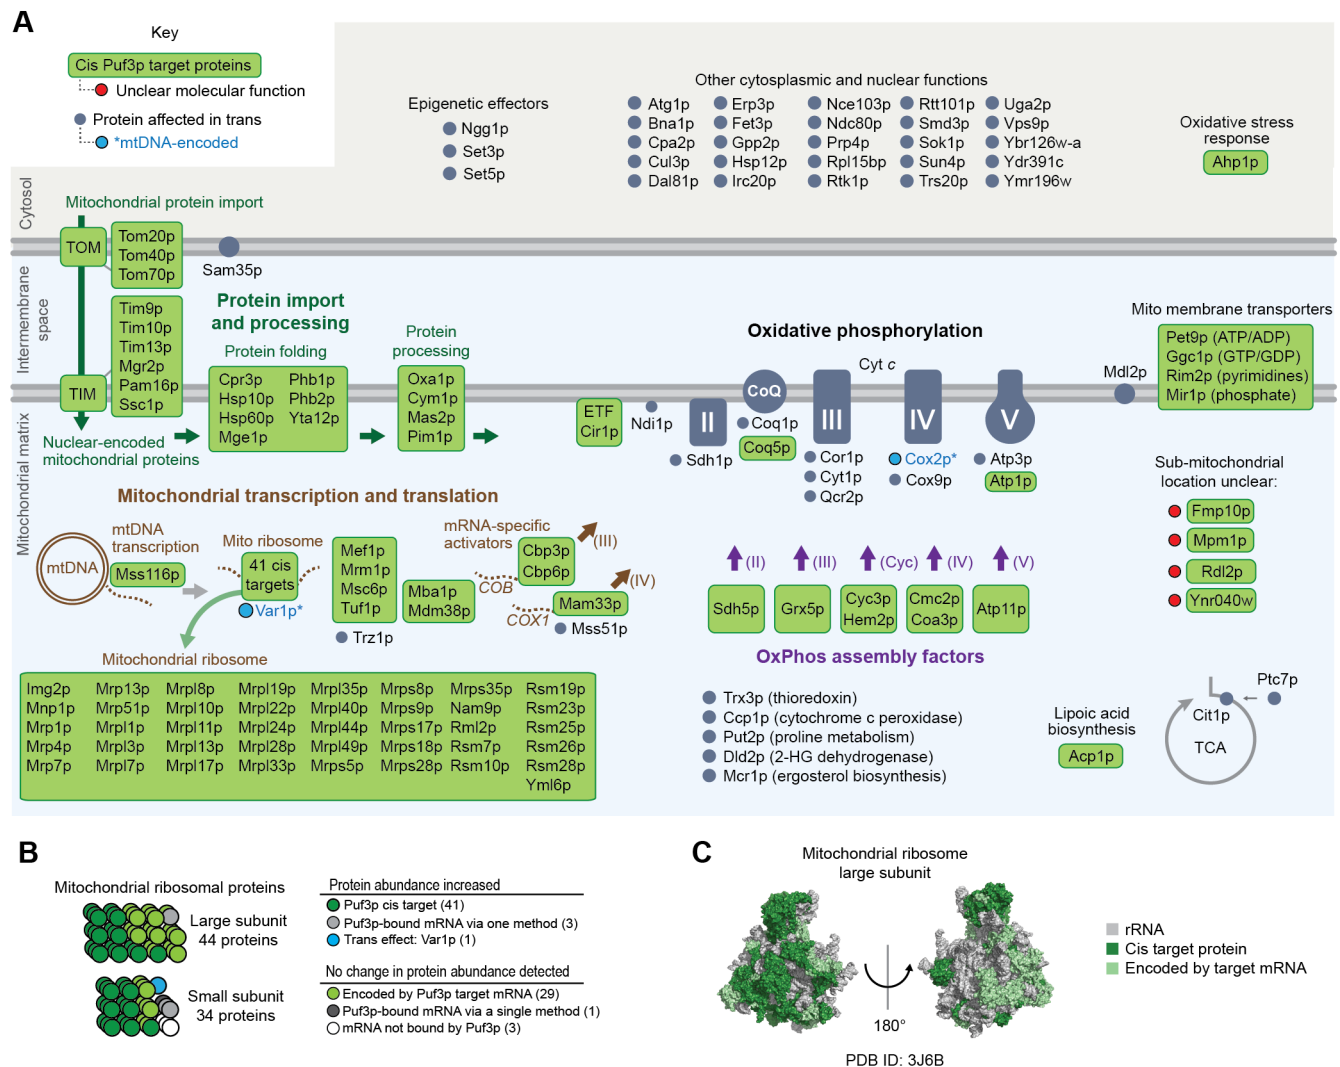 A
Key
Cis Puf3p target proteins
Unclear molecular function
Protein affected in trans
*mtDNA-encoded
Epigenetic effectors
Ngg1p
Set3p
Set5p
Other cytosplasmic and nuclear functions
Atg1p Erp3p Nce103p Rtt101p Uga2p
Bna1p Fet3p Ndc80p Smd3p Vps9p
Cpa2p Gpp2p Prp4p Sok1p Ybr126w-a
Cul3p Hsp12p Rpl15bp Sun4p Ydr391c
Dal81p Irc20p Rtk1p Trs20p Ymr196w
Oxidative stress
response
Ahp1p
Cytosol
Intermembrane
space
Mitochondrial matrix
Mitochondrial protein import
TOM
Tom20p
Tom40p
Tom70p
Sam35p
Tim9p
Tim10p
Tim13p
Mgr2p
Pam16p
Ssc1p
TIM
Nuclear-encoded
mitochondrial proteins
Protein import
and processing
Protein folding
Cpr3p Phb1p
Hsp10p Phb2p
Hsp60p Yta12p
Mge1p
Protein
processing
Oxa1p
Cym1p
Mas2p
Pim1p
Oxidative phosphorylation
ETF
Cir1p
Ndi1p
II
Sdh1p
CoQ
Coq1p
Coq5p
III
Cor1p
Cyt1p
Qcr2p
Cyt c
IV
Cox2p*
Cox9p
V
Atp3p
Atp1p
Mdl2p
Mito membrane transporters
Pet9p (ATP/ADP)
Ggc1p (GTP/GDP)
Rim2p (pyrimidines)
Mir1p (phosphate)
Sub-mitochondrial
location unclear:
Fmp10p
Mpm1p
Rdl2p
Ynr040w
Mitochondrial transcription and translation
mtDNA
mtDNA
transcription
Mss116p
Mito ribosome
41 cis
targets
Var1p*
Mef1p
Mrm1p
Msc6p
Tuf1p
Trz1p
Mba1p
Mdm38p
mRNA-specific
activators
Cbp3p
Cbp6p
(III)
COB
Mam33p
(IV)
COX1
Mss51p
(II) (III) (Cyc) (IV) (V)
Sdh5p
Grx5p
Cyc3p
Hem2p
Cmc2p
Coa3p
Atp11p
OxPhos assembly factors
Mitochondrial ribosome
Img2p Mrp13p Mrpl8p Mrpl19p Mrpl35p Mrps8p Mrps35p Rsm19p
Mnp1p Mrp51p Mrpl10p Mrpl22p Mrpl40p Mrps9p Nam9p Rsm23p
Mrp1p Mrpl1p Mrpl11p Mrpl24p Mrpl44p Mrps17p Rml2p Rsm25p
Mrp4p Mrpl3p Mrpl13p Mrpl28p Mrpl49p Mrps18p Rsm7p Rsm26p
Mrp7p Mrpl7p Mrpl17p Mrpl33p Mrps5p Mrps28p Rsm10p Rsm28p
Yml6p
Trx3p (thioredoxin)
Ccp1p (cytochrome c peroxidase)
Put2p (proline metabolism)
Dld2p (2-HG dehydrogenase)
Mcr1p (ergosterol biosynthesis)
Lipoic acid
biosynthesis
Acp1p
Ptc7p
Cit1p
TCA
B
Mitochondrial ribosomal proteins
Large subunit
44 proteins
Small subunit
34 proteins
Protein abundance increased
Puf3p cis target (41)
Puf3p-bound mRNA via one method (3)
Trans effect: Var1p (1)
No change in protein abundance detected
Encoded by Puf3p target mRNA (29)
Puf3p-bound mRNA via a single method (1)
mRNA not bound by Puf3p (3)
C
Mitochondrial ribosome
large subunit
180°
PDB ID: 3J6B
rRNA
Cis target protein
Encoded by target mRNA